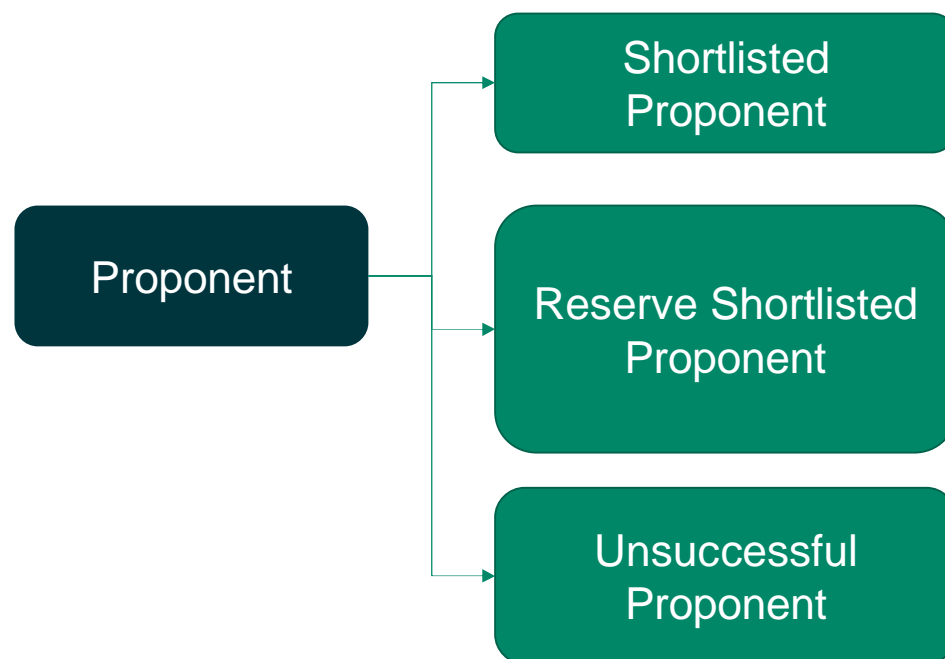 Shortlisted
Proponent
Proponent
Reserve Shortlisted
Proponent
Unsuccessful
Proponent